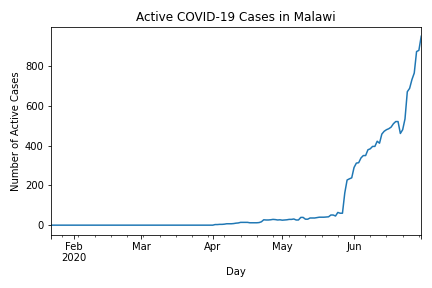 Active COVID-19 Cases in Malawi
Number of Active Cases
800
600
400
200
0
Feb Mar Apr May Jun
2020
Day